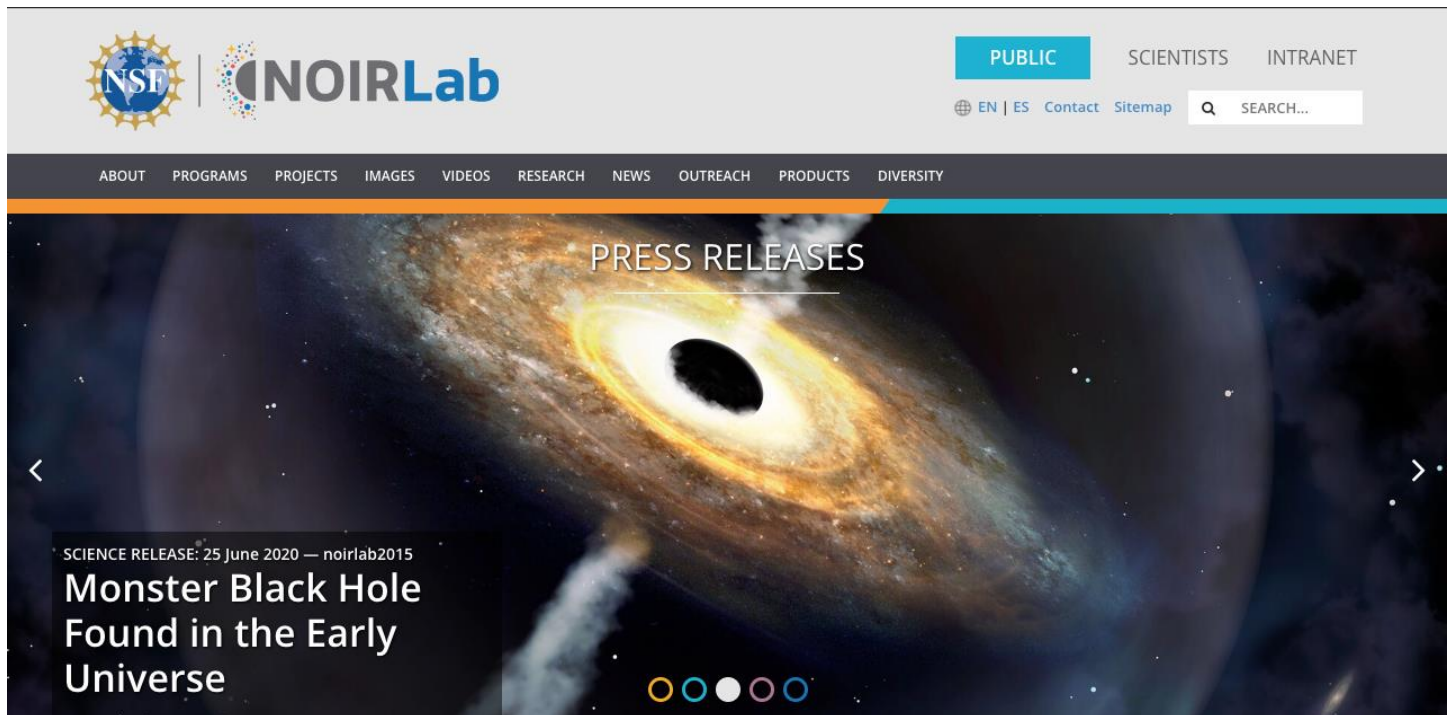 NSF
NOIRLab
PUBLIC SCIENTISTS INTRANET
EN | ES Contact Sitemap SEARCH...
ABOUT PROGRAMS PROJECTS IMAGES VIDEOS RESEARCH NEWS OUTREACH PRODUCTS DIVERSITY
PRESS RELEASES
SCIENCE RELEASE: 25 June 2020 — noirlab2015
Monster Black Hole
Found in the Early
Universe